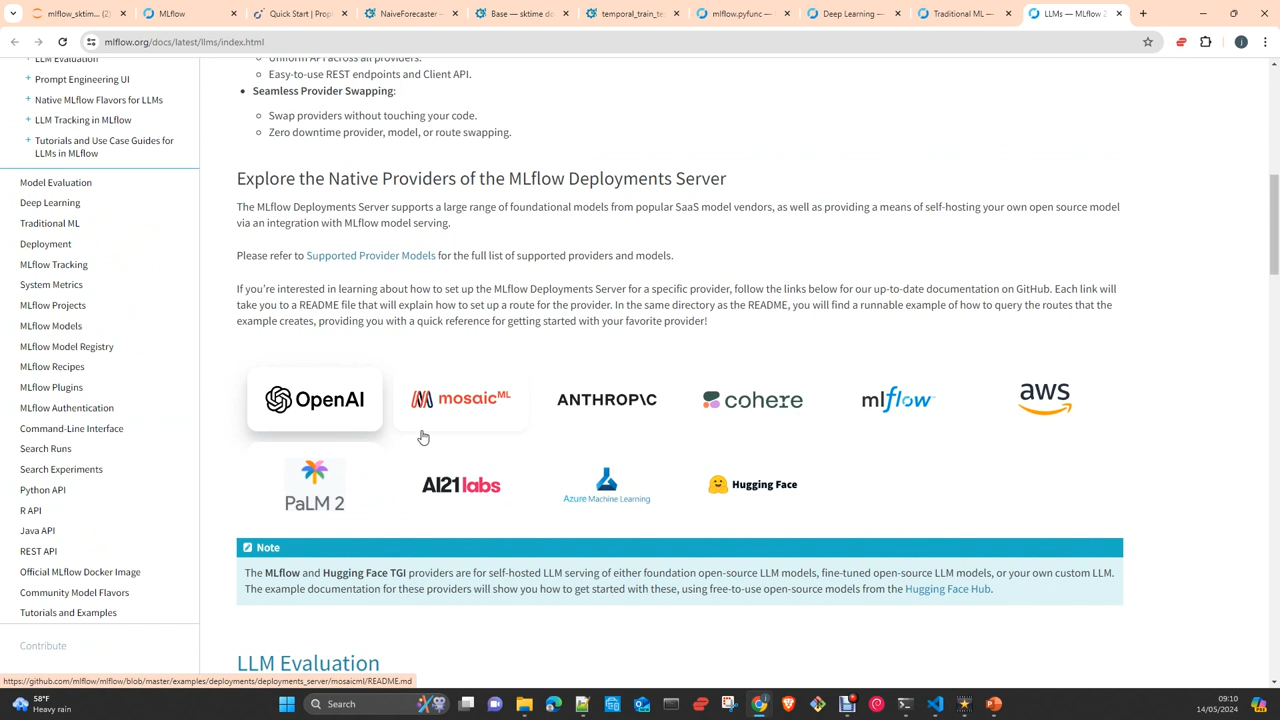 mlflow_sktim... (2)
MLflow
Quick Start | Prop
NaiveForecaster —
Base — sktime do
temporal_train_te
mlflow.pyfunc —
Deep Learning —
Traditional ML —
LLMs — MLflow 2
mlflow.org/docs/latest/llms/index.html
LLM Evaluation
Prompt Engineering UI
Native MLflow Flavors for LLMs
LLM Tracking in MLflow
Tutorials and Use Case Guides for
LLMs in MLflow
Model Evaluation
Deep Learning
Traditional ML
Deployment
MLflow Tracking
System Metrics
MLflow Projects
MLflow Models
MLflow Model Registry
MLflow Recipes
MLflow Plugins
MLflow Authentication
Command-Line Interface
Search Runs
Search Experiments
Python API
R API
Java API
REST API
Official MLflow Docker Image
Community Model Flavors
Tutorials and Examples
Contribute
Uniform API across all providers.
Easy-to-use REST endpoints and Client API.
Seamless Provider Swapping:
Swap providers without touching your code.
Zero downtime provider, model, or route swapping.
Explore the Native Providers of the MLflow Deployments Server
The MLflow Deployments Server supports a large range of foundational models from popular SaaS model vendors, as well as providing a means of self-hosting your own open source model
via an integration with MLflow model serving.
Please refer to Supported Provider Models for the full list of supported providers and models.
If you're interested in learning about how to set up the MLflow Deployments Server for a specific provider, follow the links below for our up-to-date documentation on GitHub. Each link will
take you to a README file that will explain how to set up a route for the provider. In the same directory as the README, you will find a runnable example of how to query the routes that the
example creates, providing you with a quick reference for getting started with your favorite provider!
OpenAI
mosaicML
ANTHROP\C
cohere
mlflow
aws
PaLM 2
AI21labs
Azure Machine Learning
Hugging Face
Note
The MLflow and Hugging Face TGI providers are for self-hosted LLM serving of either foundation open-source LLM models, fine-tuned open-source LLM models, or your own custom LLM.
The example documentation for these providers will show you how to get started with these, using free-to-use open-source models from the Hugging Face Hub.
LLM Evaluation
https://github.com/mlflow/mlflow/blob/master/examples/deployments/deployments_server/mosaicml/README.md
58°F
Heavy rain
Search
09:10
14/05/2024